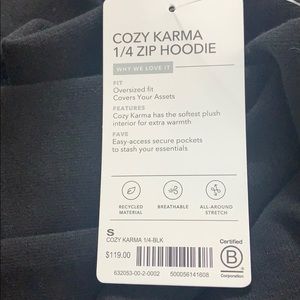 COZY KARMA
1/4 ZIP HOODIE
WHY WE LOVE IT
FIT
Oversized fit
Covers Your Assets
FEATURES
Cozy Karma has the softest plush
interior for extra warmth
FAVE
Easy-access secure pockets
to stash your essentials
RECYCLED
MATERIAL
BREATHABLE
ALL-AROUND
STRETCH
S
COZY KARMA 1/4-BLK
$119.00
632053-00-2-0002
500056141608
Certified
B
Corporation